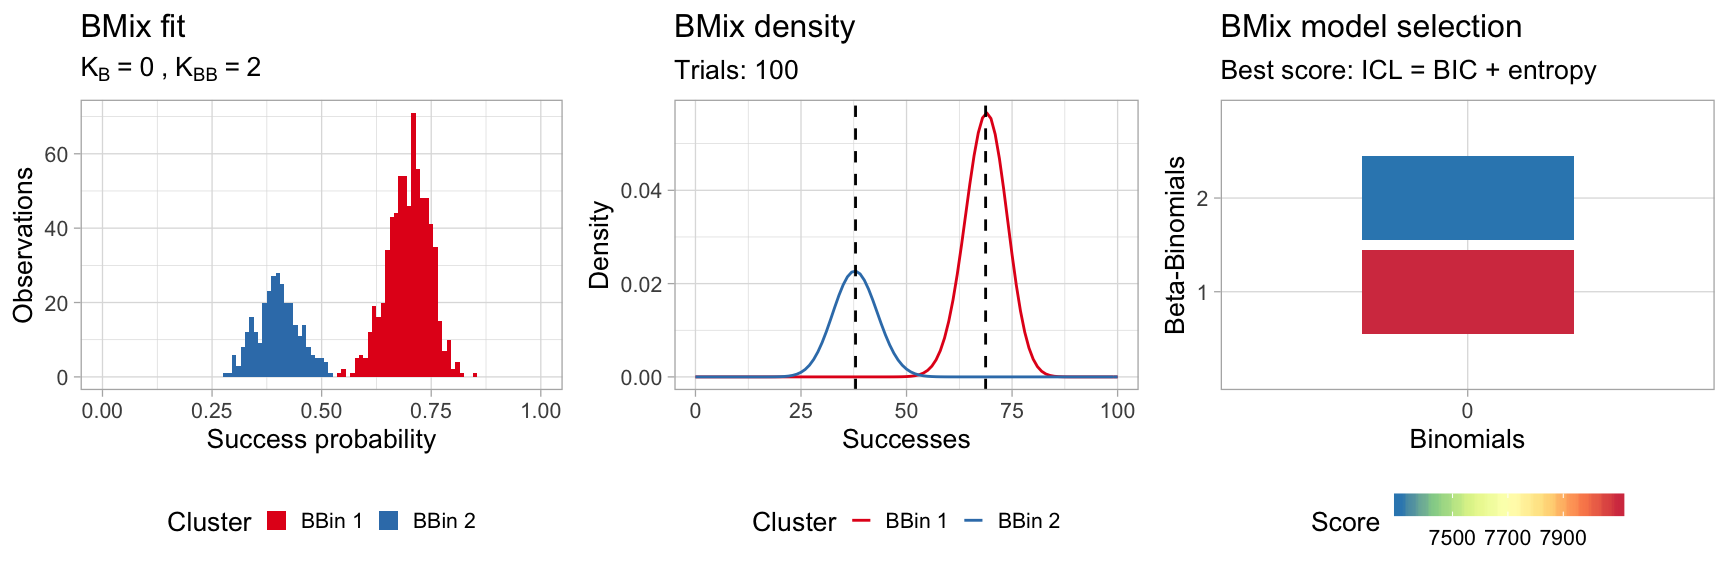 BMix fit
K_B = 0 , K_BB = 2
60
40
20
0
Observations
0.00 0.25 0.50 0.75 1.00
Success probability
Cluster BBin 1 BBin 2
BMix density
Trials: 100
0.04
0.02
0.00
Density
0 25 50 75 100
Successes
Cluster BBin 1 BBin 2
BMix model selection
Best score: ICL = BIC + entropy
2
1
Beta-Binomials
0
Binomials
Score
7500 7700 7900